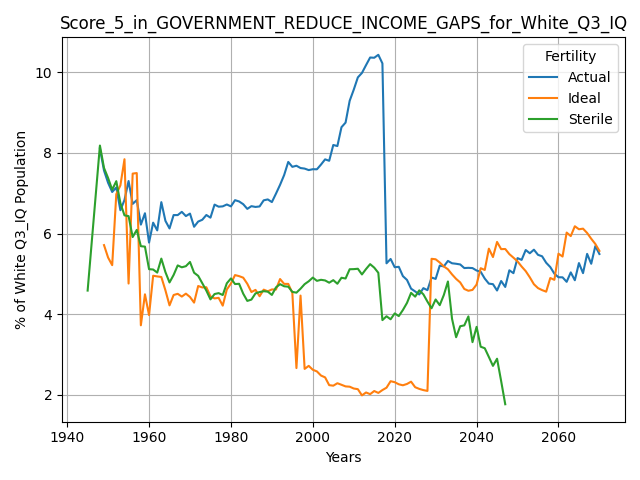 Score_5_in_GOVERNMENT_REDUCE_INCOME_GAPS_for_White_Q3_IQ
Fertility
Actual
Ideal
Sterile
10
8
6
4
2
% of White Q3_IQ Population
1940
1960
1980
2000
2020
2040
2060
Years